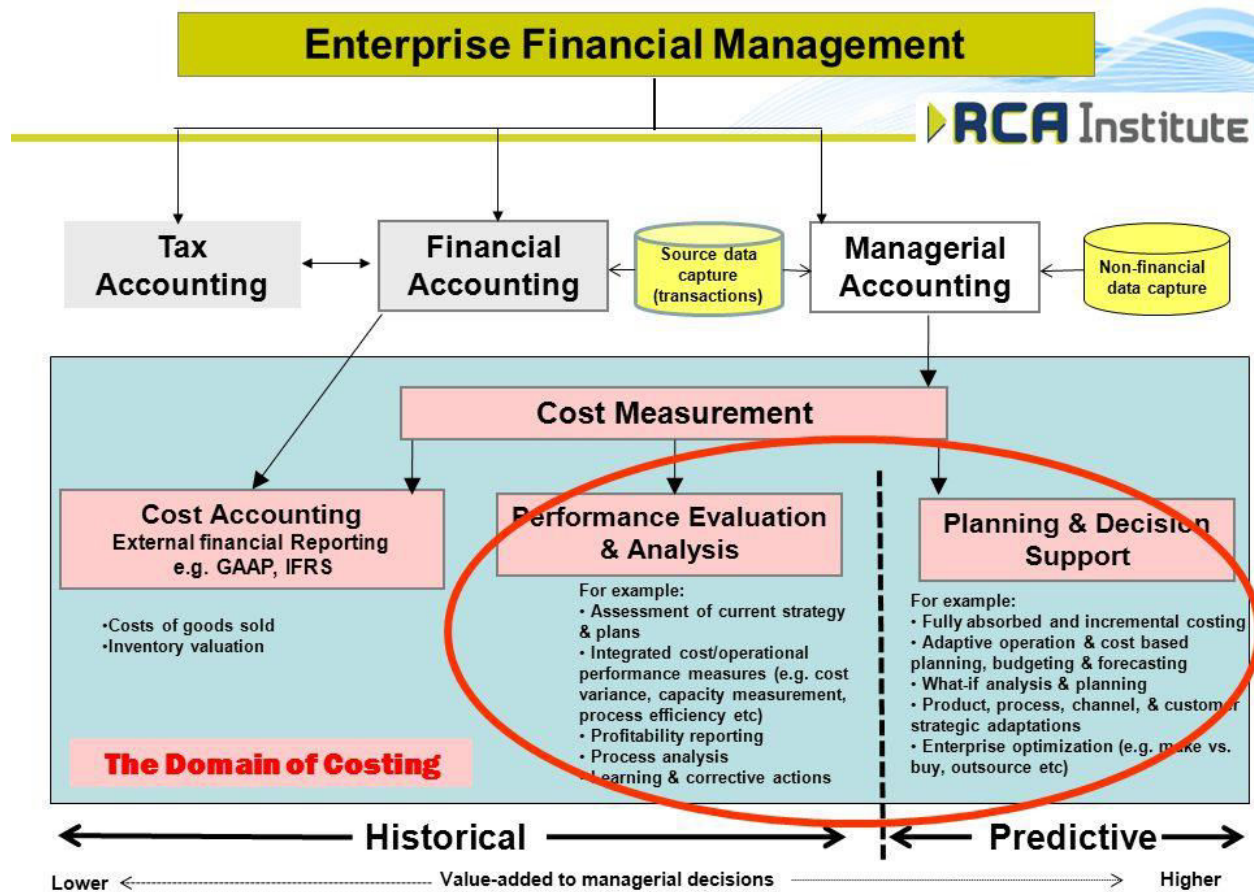 Enterprise Financial Management
RCA Institute
Tax
Accounting
Financial
Accounting
Source data
capture
(transactions)
Managerial
Accounting
Non-financial
data capture
Cost Measurement
Cost Accounting
External financial Reporting
e.g. GAAP, IFRS
•Costs of goods sold
•Inventory valuation
Performance Evaluation
& Analysis
For example:
• Assessment of current strategy
& plans
• Integrated cost/operational
performance measures (e.g. cost
variance, capacity measurement,
process efficiency etc)
• Profitability reporting
• Process analysis
• Learning & corrective actions
Planning & Decision
Support
For example:
• Fully absorbed and incremental costing
• Adaptive operation & cost based
planning, budgeting & forecasting
• What-if analysis & planning
• Product, process, channel, & customer
strategic adaptations
• Enterprise optimization (e.g. make vs.
buy, outsource etc)
The Domain of Costing
Historical
Predictive
Lower
Value-added to managerial decisions
Higher